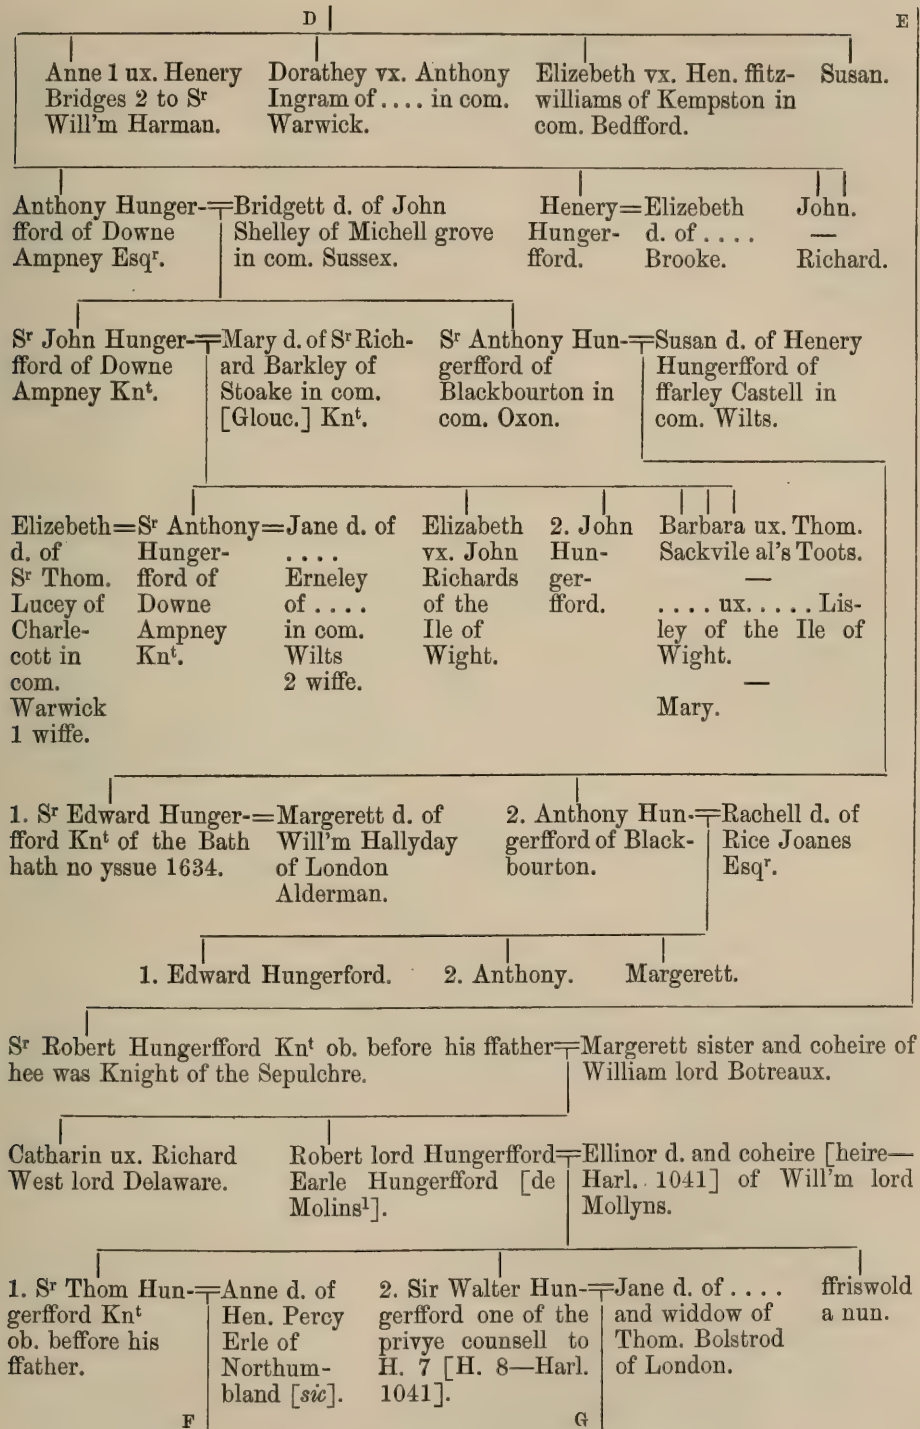 D E
Anne 1 ux. Henery
Bridges 2 to Sʳ
Will'm Harman.
Dorathey vx. Anthony
Ingram of .... in com.
Warwick.
Elizebeth vx. Hen. ffitz-
williams of Kempston in
com. Bedfford.
Susan.
Anthony Hunger-
fford of Downe
Ampney Esqʳ.
Bridgett d. of John
Shelley of Michell grove
in com. Sussex.
Henery=
Hunger-
fford.
Elizebeth
d. of ....
Brooke.
John.
—
Richard.
Sʳ John Hunger-
fford of Downe
Ampney Knᵗ.
Mary d. of Sʳ Rich-
ard Barkley of
Stoake in com.
[Glouc.] Knᵗ.
Sʳ Anthony Hun-
gerfford of
Blackbourton in
com. Oxon.
Susan d. of Henery
Hungerfford of
ffarley Castell in
com. Wilts.
Elizebeth=
d. of
Sʳ Thom.
Lucey of
Charle-
cott in
com.
Warwick
1 wiffe.
Sʳ Anthony=
Hunger-
fford of
Downe
Ampney
Knᵗ.
Jane d. of
....
Erneley
of ....
in com.
Wilts
2 wiffe.
Elizabeth
vx. John
Richards
of the
Ile of
Wight.
2. John
Hun-
ger-
fford.
Barbara ux. Thom.
Sackvile al's Toots.
—
.... ux. .... Lis-
ley of the Ile of
Wight.
—
Mary.
1. Sʳ Edward Hunger-=
fford Knᵗ of the Bath
hath no yssue 1634.
Margerett d. of
Will'm Hallyday
of London
Alderman.
2. Anthony Hun-
gerfford of Black-
bourton.
Rachell d. of
Rice Joanes
Esqʳ.
1. Edward Hungerford. 2. Anthony. Margerett.
Sʳ Robert Hungerfford Knᵗ ob. before his ffather
hee was Knight of the Sepulchre.
Margerett sister and coheire of
William lord Botreaux.
Catharin ux. Richard
West lord Delaware.
Robert lord Hungerfford
Earle Hungerfford [de
Molins¹].
Ellinor d. and coheire [heire—
Harl. 1041] of Will'm lord
Mollyns.
1. Sʳ Thom Hun-
gerfford Knᵗ
ob. beffore his
ffather.
Anne d. of
Hen. Percy
Erle of
Northum-
bland [sic].
2. Sir Walter Hun-
gerfford one of the
privye counsell to
H. 7 [H. 8—Harl.
1041].
Jane d. of ....
and widdow of
Thom. Bolstrod
of London.
ffriswold
a nun.
F G